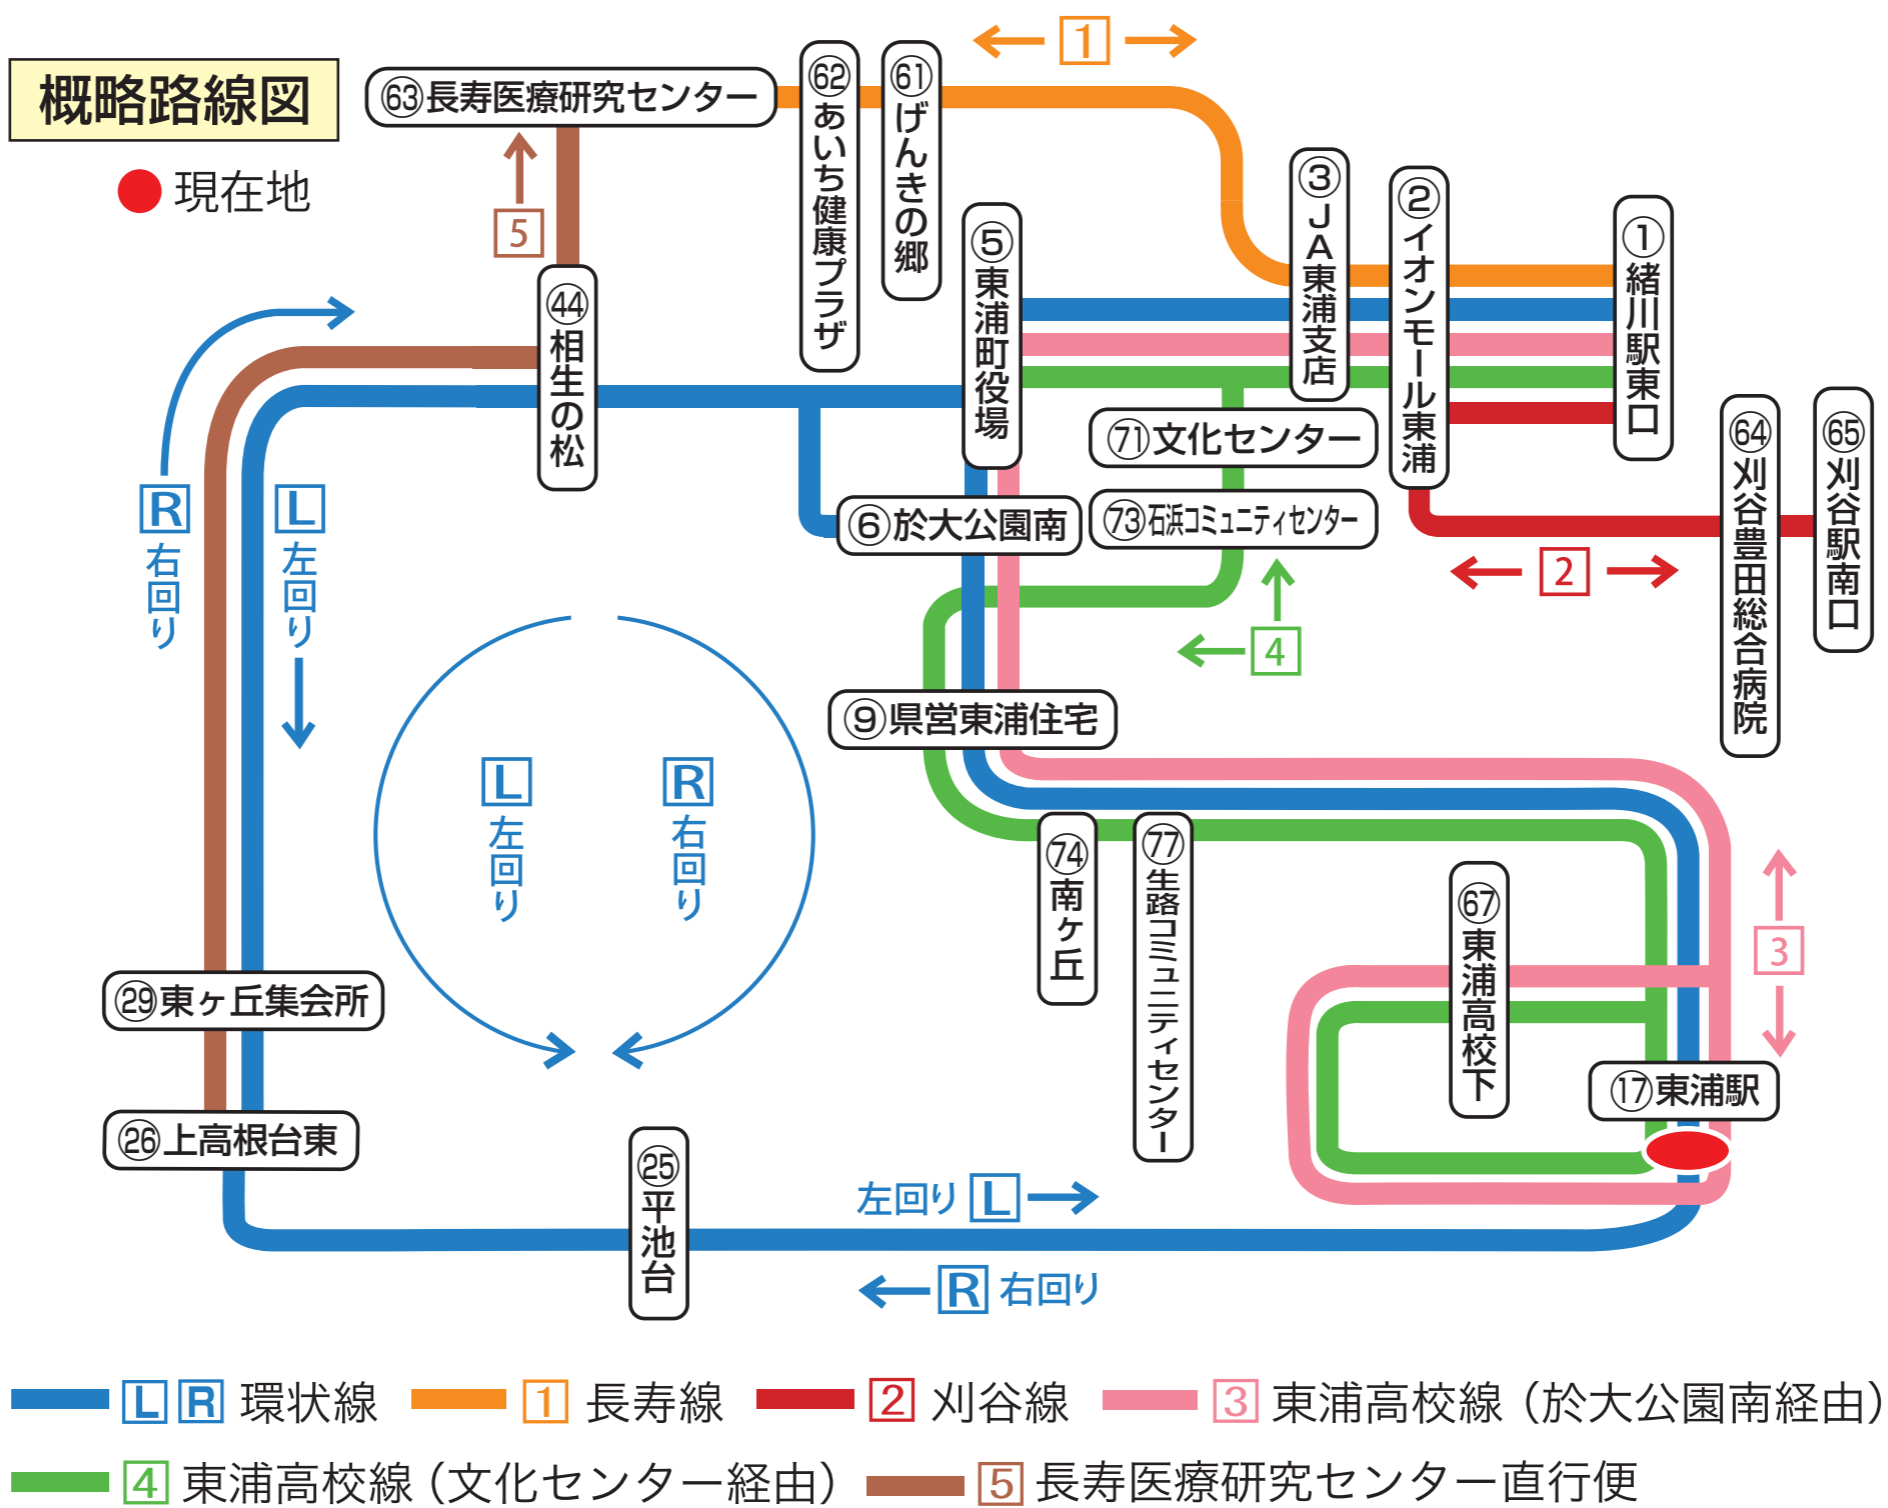 概略路線図
現在地
1
㊿63長寿医療研究センター
62あいち健康プラザ
61げんきの郷
5
③JA東浦支店
②イオンモール東浦
①緒川駅東口
⑤東浦町役場
㊹相生の松
71文化センター
73石浜コミュニティセンター
⑥於大公園南
64刈谷豊田総合病院
65刈谷駅南口
2
R右回り
L左回り
4
⑨県営東浦住宅
L左回り
R右回り
74南ヶ丘
77生路コミュニティセンター
67東浦高校下
3
㉙東ヶ丘集会所
⑰東浦駅
㉖上高根台東
㉕平池台
左回りL
R右回り
LR環状線
1長寿線
2刈谷線
3東浦高校線（於大公園南経由）
4東浦高校線（文化センター経由）
5長寿医療研究センター直行便